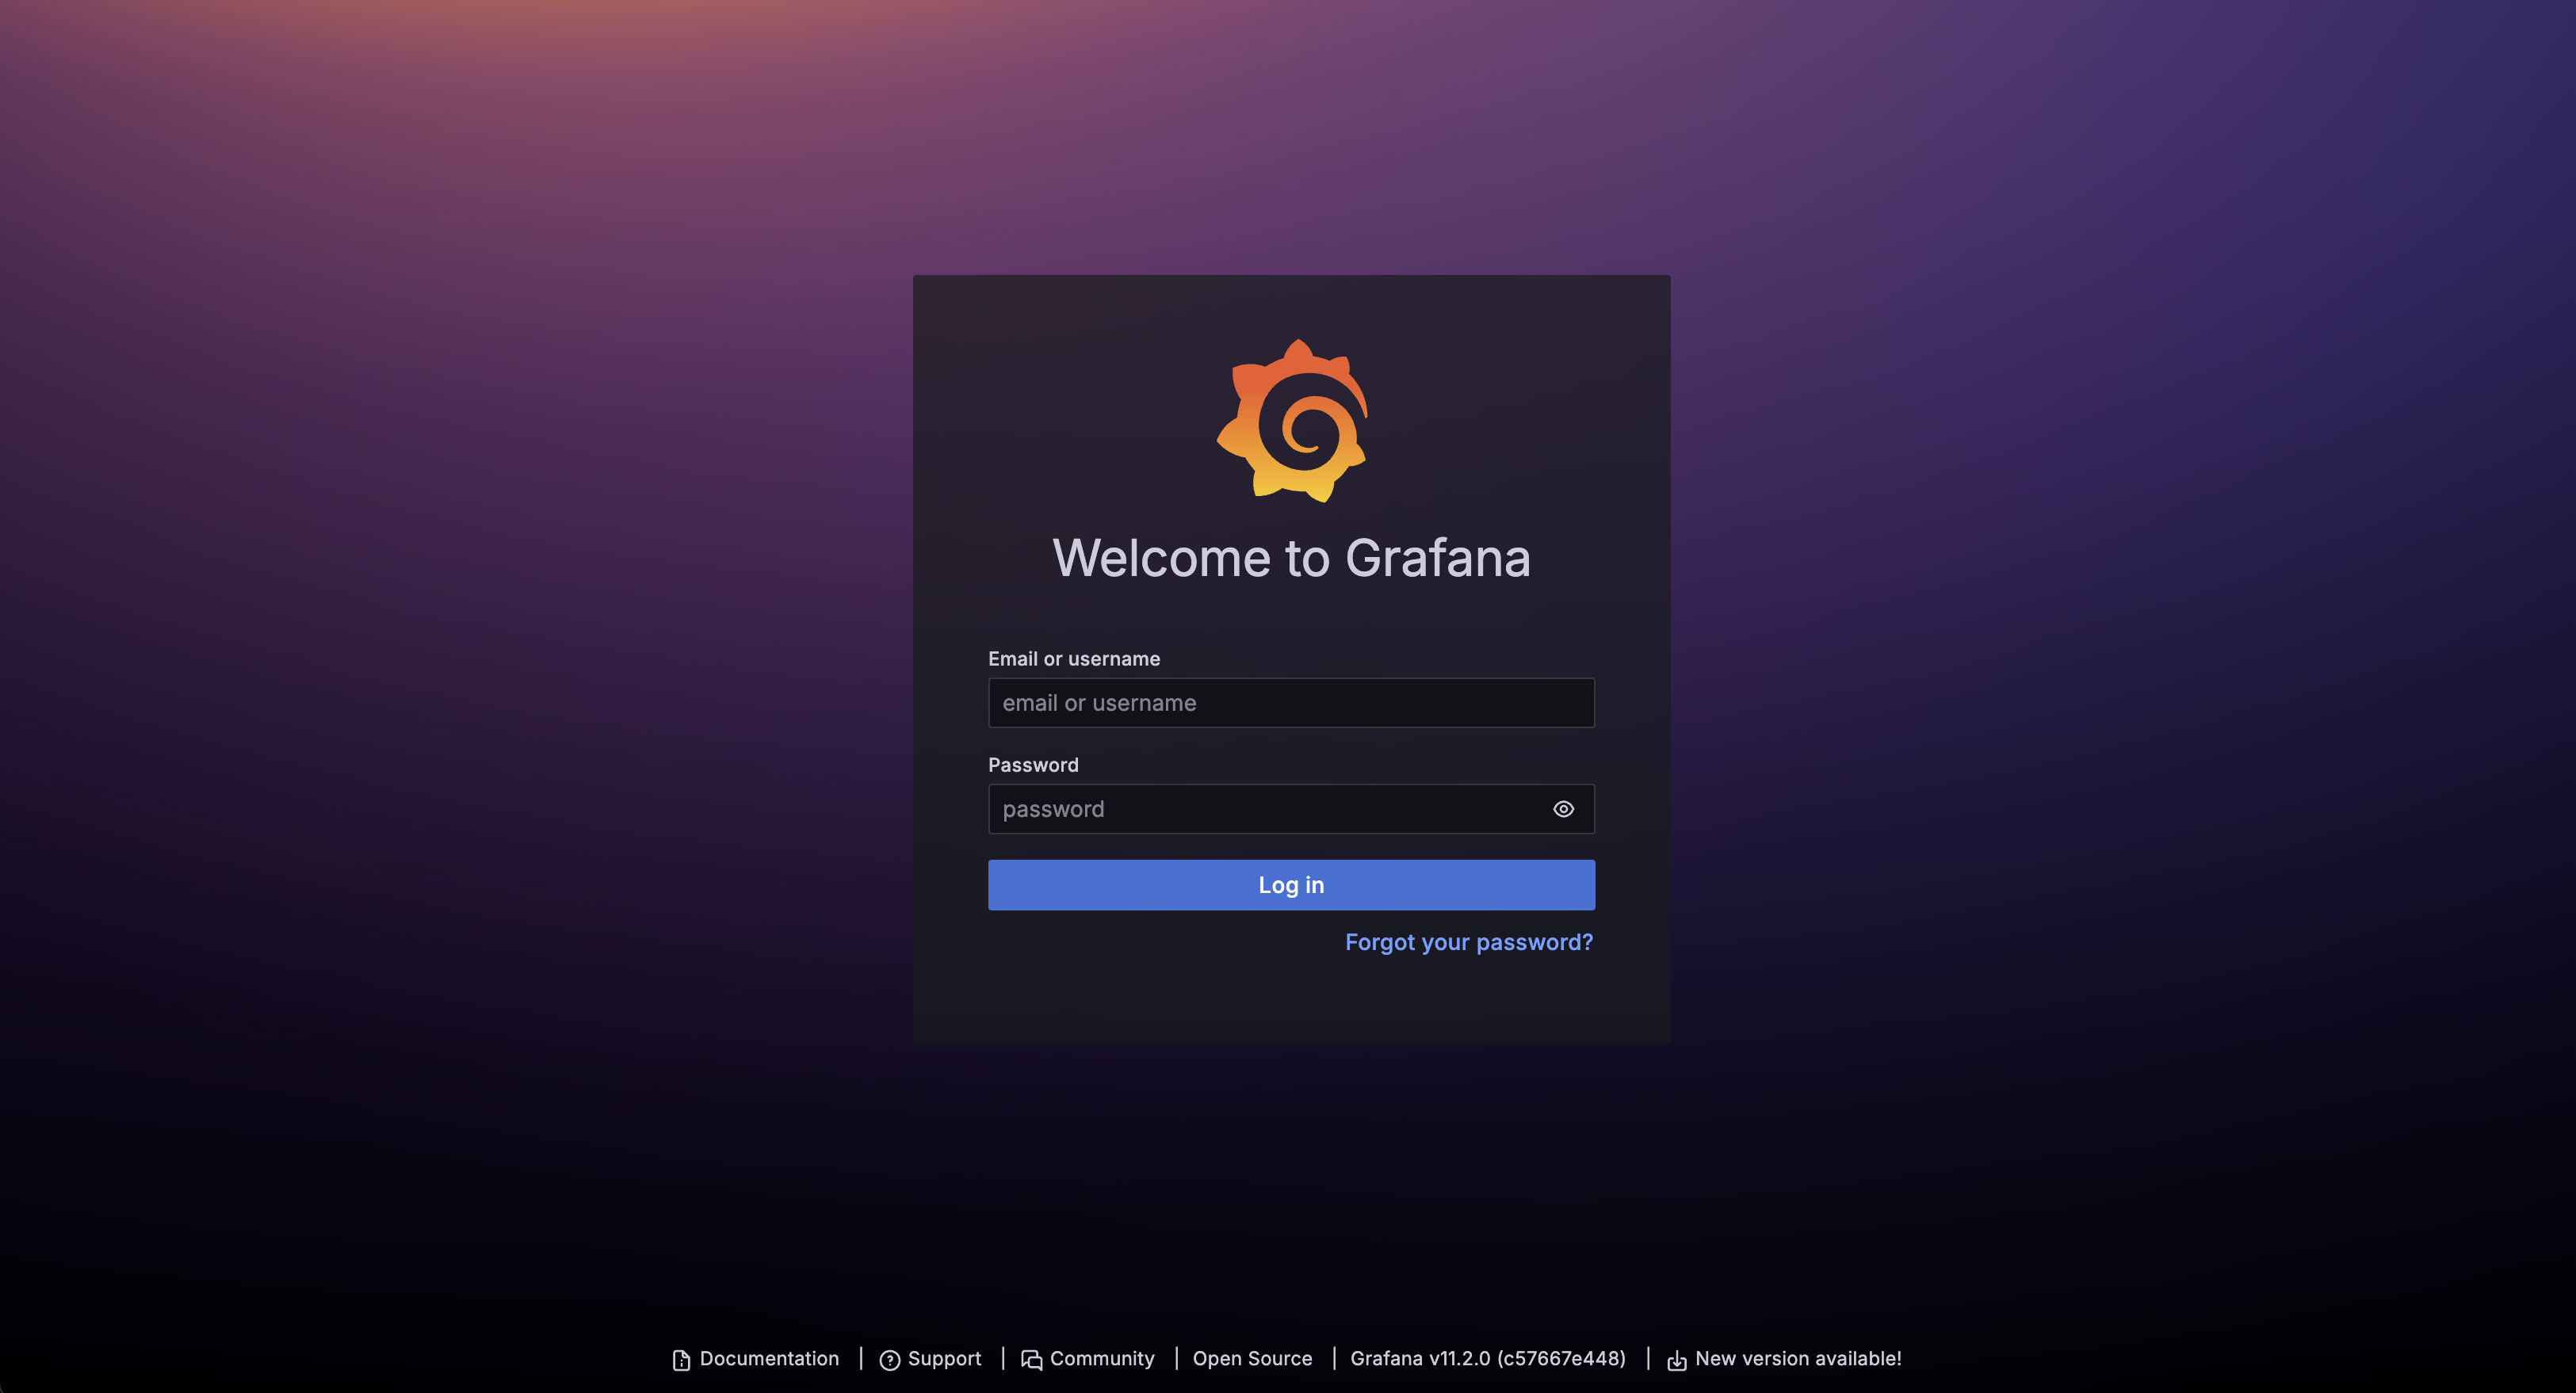 Welcome to Grafana
Email or username
email or username
Password
password
Log in
Forgot your password?
Documentation | Support | Community | Open Source | Grafana v11.2.0 (c57667e448) | New version available!